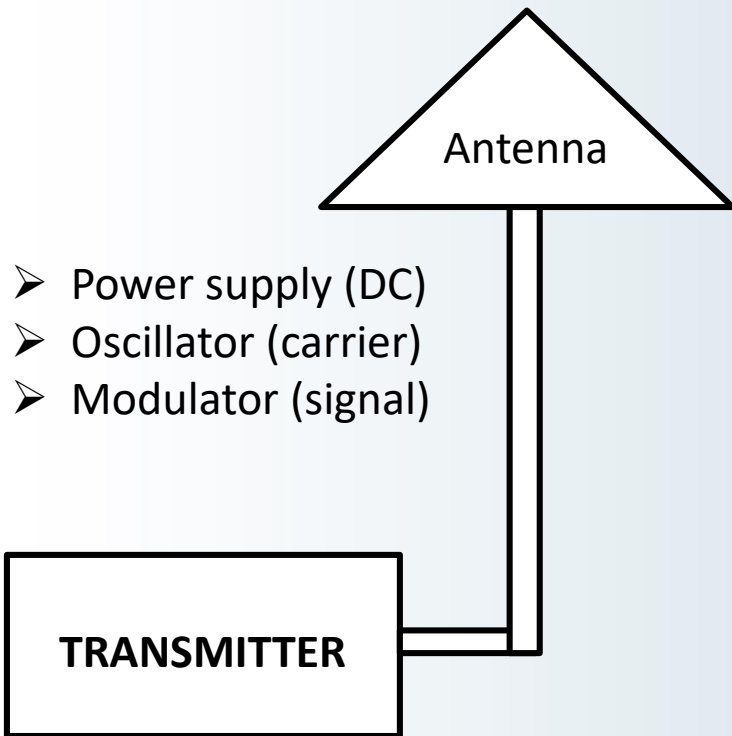 Antenna
➢ Power supply (DC)
➢ Oscillator (carrier)
➢ Modulator (signal)
TRANSMITTER